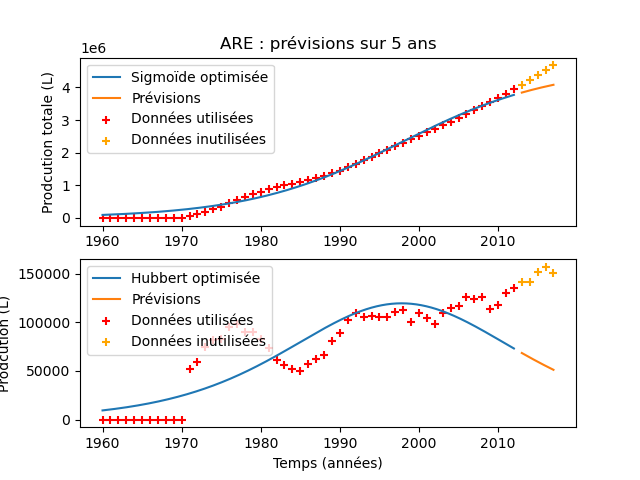 ARE : prévisions sur 5 ans
1e6
Prodcution totale (L)
4
3
2
1
0
Sigmoïde optimisée
Prévisions
Données utilisées
Données inutilisées
1960 1970 1980 1990 2000 2010
Prodcution (L)
150000
100000
50000
0
Hubbert optimisée
Prévisions
Données utilisées
Données inutilisées
1960 1970 1980 1990 2000 2010
Temps (années)